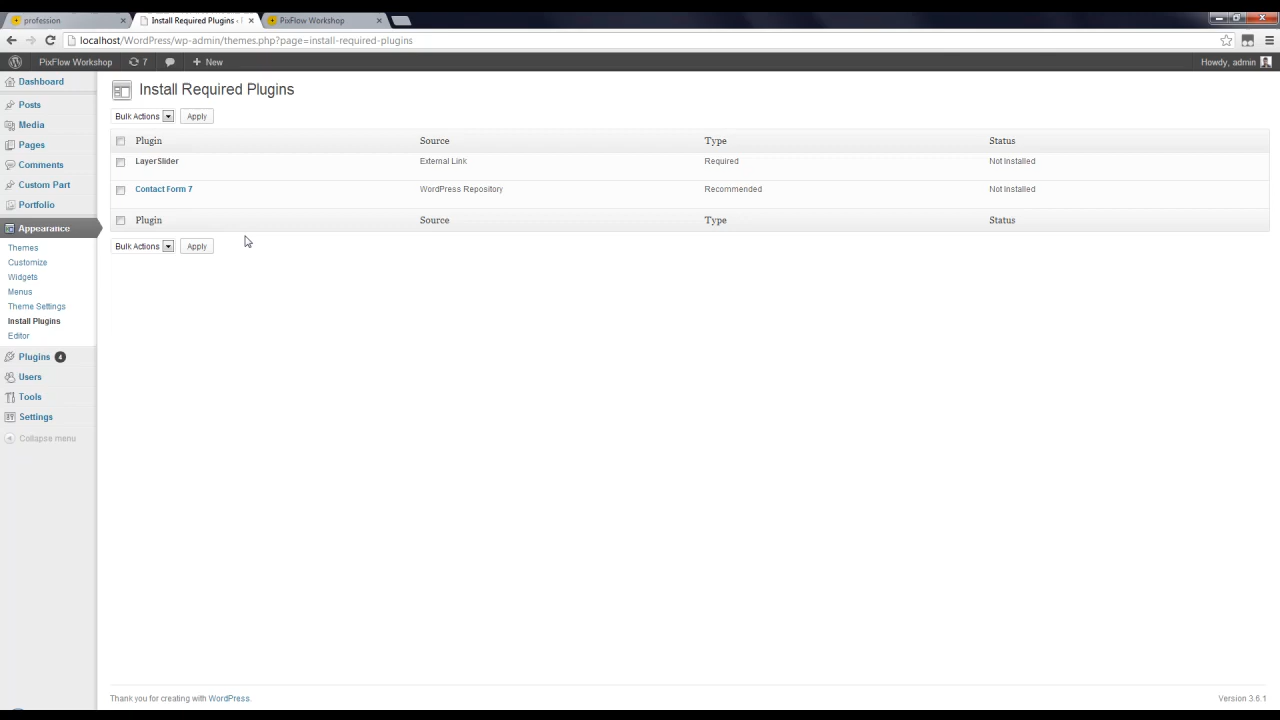 profession
Install Required Plugins ‹
PixFlow Workshop
localhost/WordPress/wp-admin/themes.php?page=install-required-plugins
PixFlow Workshop 7 + New Howdy, admin
Dashboard
Posts
Media
Pages
Comments
Custom Part
Portfolio
Appearance
Themes
Customize
Widgets
Menus
Theme Settings
Install Plugins
Editor
Plugins 4
Users
Tools
Settings
Collapse menu
Install Required Plugins
Bulk Actions Apply
Plugin Source Type Status
LayerSlider External Link Required Not Installed
Contact Form 7 WordPress Repository Recommended Not Installed
Plugin Source Type Status
Bulk Actions Apply
Thank you for creating with WordPress. Version 3.6.1